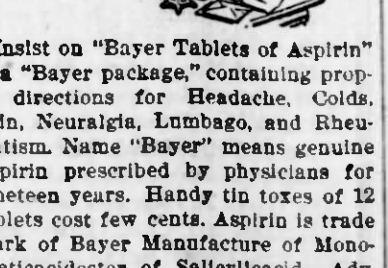 Insist on "Bayer Tablets of Aspirin"
a "Bayer package," containing prop-
directions for Headache, Colds,
in, Neuralgia, Lumbago, and Rheu-
atism. Name "Bayer" means genuine
spirin prescribed by physicians for
neteen years. Handy tin toxes of 12
blets cost few cents. Aspirin is trade
ark of Bayer Manufacture of Mono-